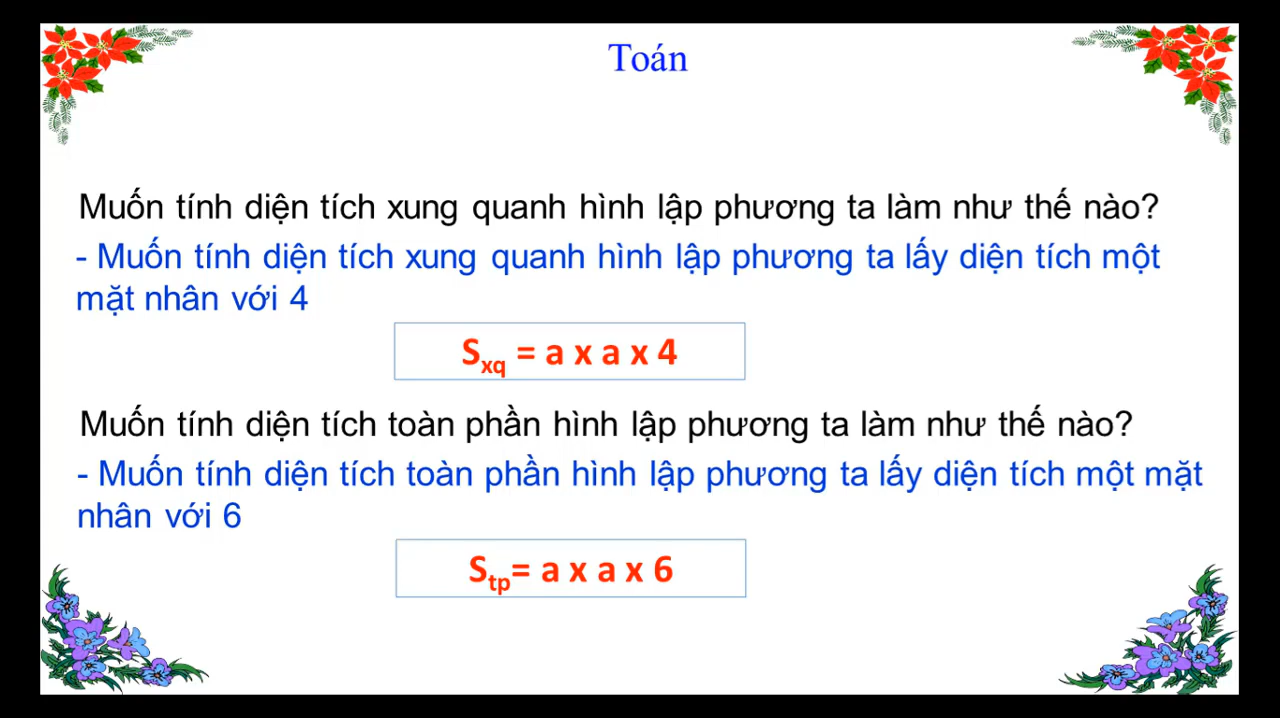 Toán
Muốn tính diện tích xung quanh hình lập phương ta làm như thế nào?
- Muốn tính diện tích xung quanh hình lập phương ta lấy diện tích một
mặt nhân với 4
Sxq = a x a x 4
Muốn tính diện tích toàn phần hình lập phương ta làm như thế nào?
- Muốn tính diện tích toàn phần hình lập phương ta lấy diện tích một mặt
nhân với 6
Stp= a x a x 6